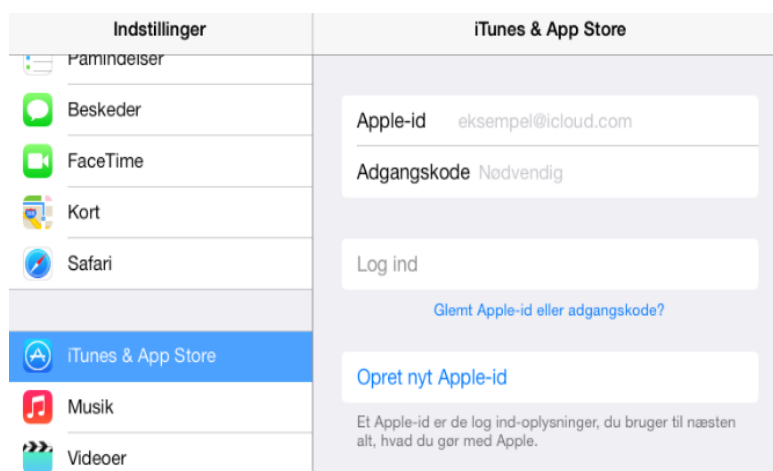 Indstillinger
iTunes & App Store
Påmindelser
Beskeder
FaceTime
Kort
Safari
iTunes & App Store
Musik
Videoer
Apple-id eksempel@icloud.com
Adgangskode Nødvendig
Log ind
Glemt Apple-id eller adgangskode?
Opret nyt Apple-id
Et Apple-id er de log ind-oplysninger, du bruger til næsten
alt, hvad du gør med Apple.